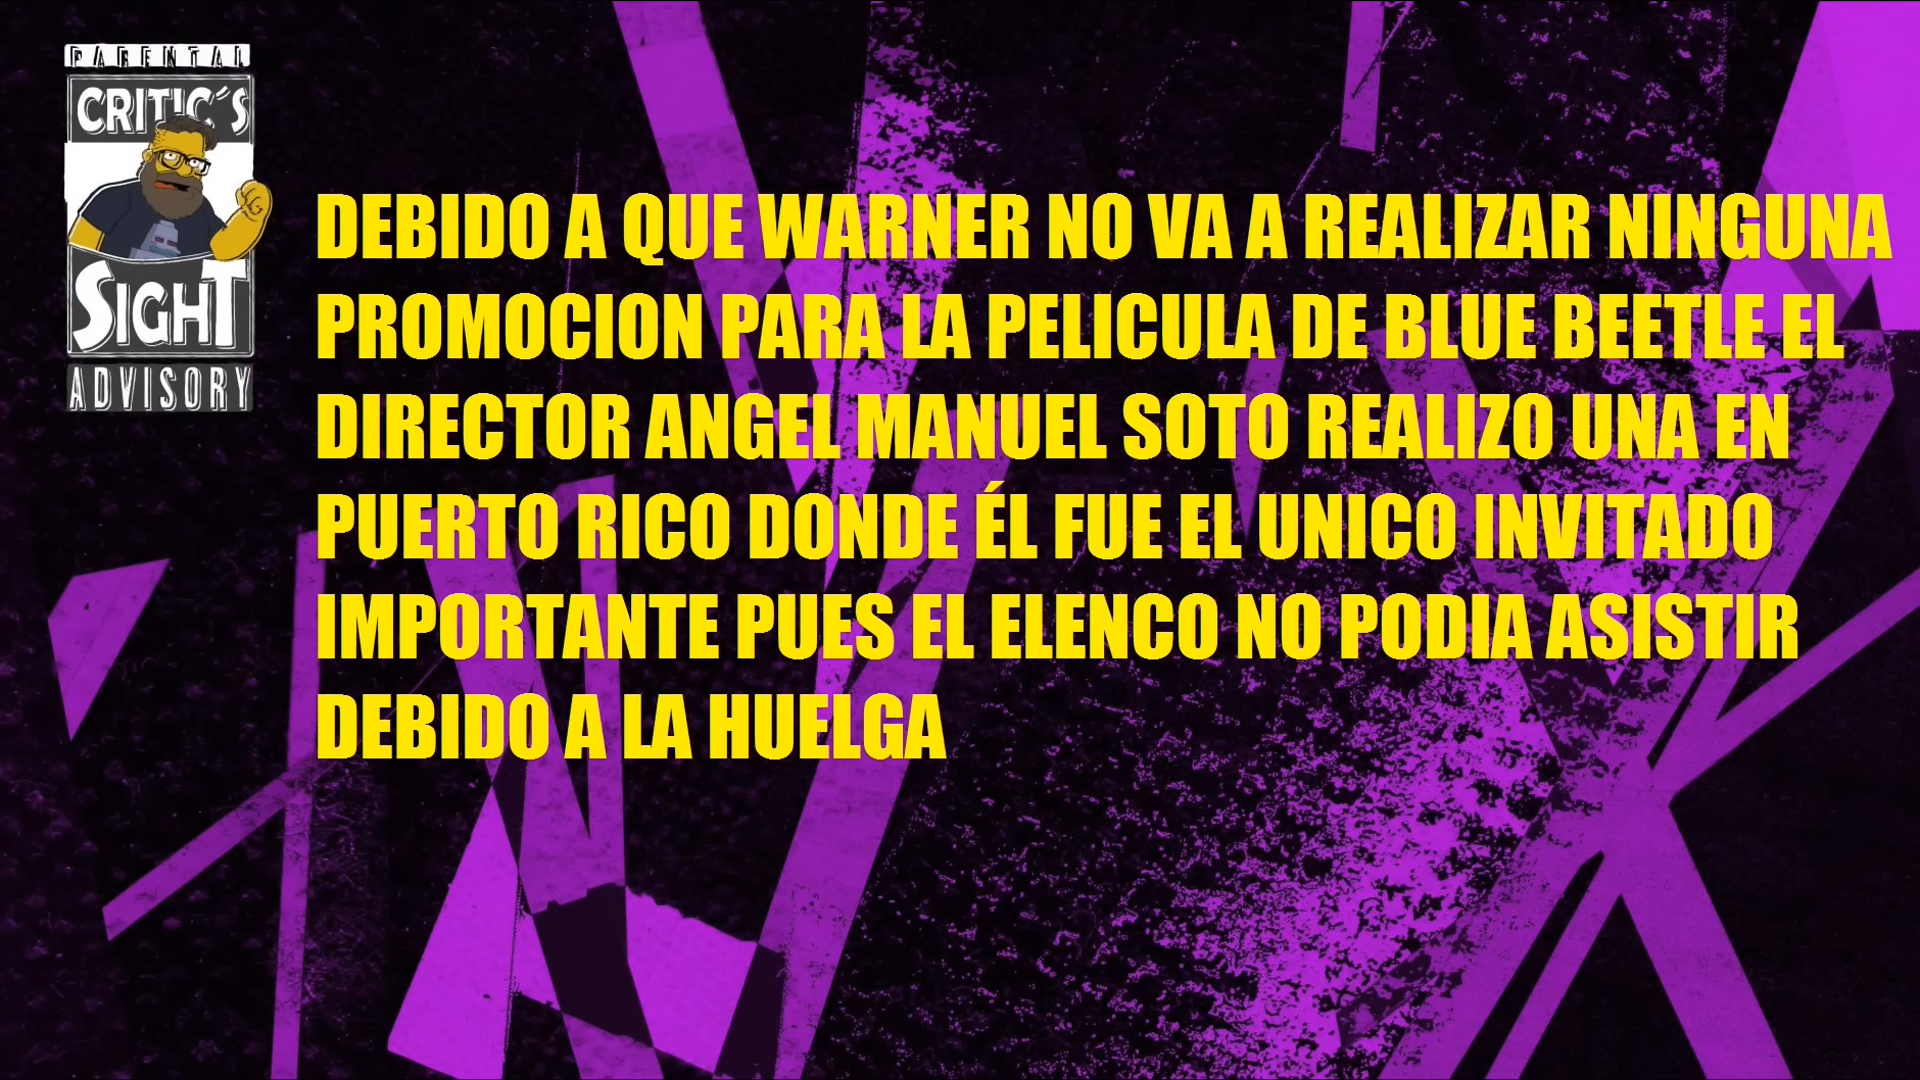 PARENTAL
CRITIC´S
SIGHT
ADVISORY
DEBIDO A QUE WARNER NO VA A REALIZAR NINGUNA
PROMOCION PARA LA PELICULA DE BLUE BEETLE EL
DIRECTOR ANGEL MANUEL SOTO REALIZO UNA EN
PUERTO RICO DONDE ÉL FUE EL UNICO INVITADO
IMPORTANTE PUES EL ELENCO NO PODIA ASISTIR
DEBIDO A LA HUELGA